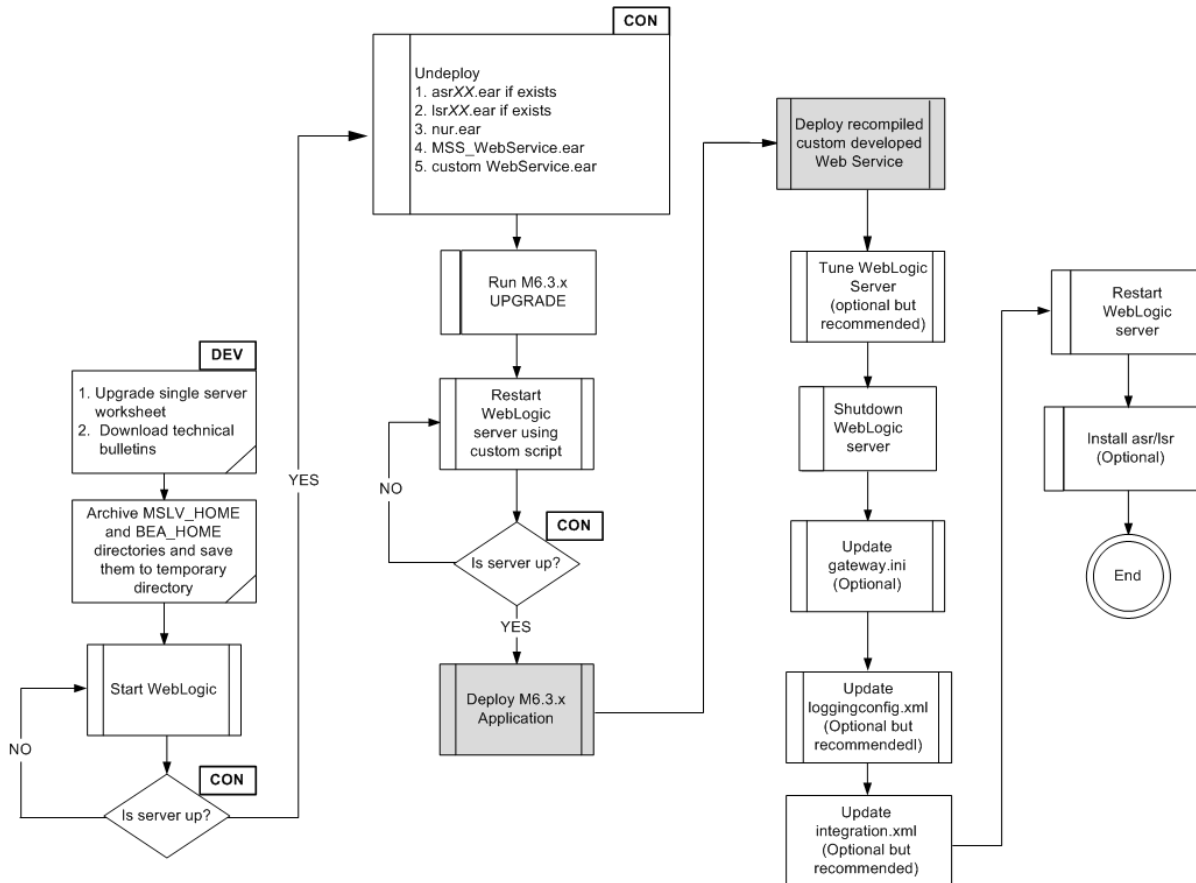 DEV
1. Upgrade single server
worksheet
2. Download technical
bulletins
Archive MSLV_HOME
and BEA_HOME
directories and save
them to temporary
directory
Start WebLogic
NO
CON
Is server up?
YES
CON
Undeploy
1. asrXX.ear if exists
2. lsrXX.ear if exists
3. nur.ear
4. MSS_WebService.ear
5. custom WebService.ear
Run M6.3.x
UPGRADE
Restart
WebLogic
server using
custom script
NO
CON
Is server up?
YES
Deploy M6.3.x
Application
Deploy recompiled
custom developed
Web Service
Tune WebLogic
Server
(optional but
recommended)
Shutdown
WebLogic
server
Update
gateway.ini
(Optional)
Update
loggingconfig.xml
(Optional but
recommendedl)
Update
integration.xml
(Optional but
recommended)
Restart
WebLogic
server
Install asr/lsr
(Optional)
End